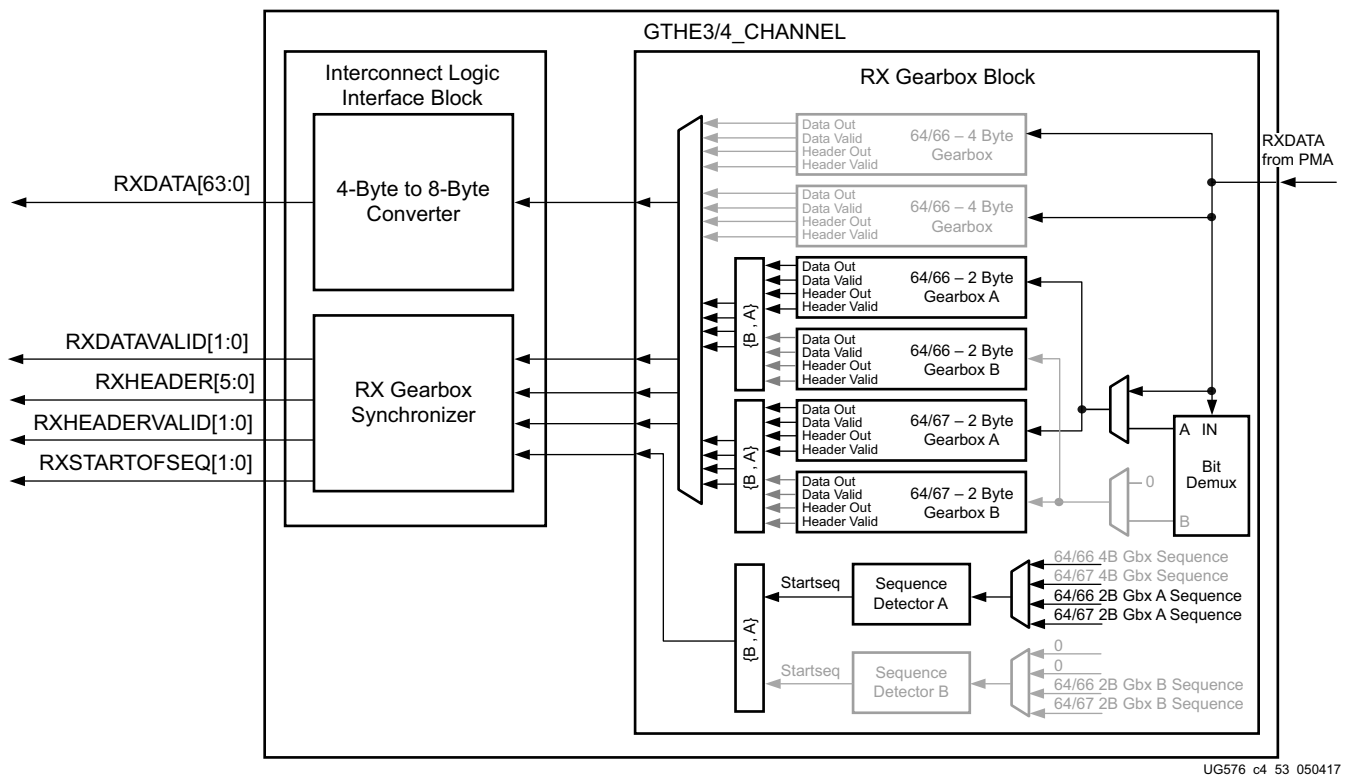 GTHE3/4_CHANNEL
Interconnect Logic
Interface Block
4-Byte to 8-Byte
Converter
RX Gearbox
Synchronizer
RXDATA[63:0]
RXDATAVALID[1:0]
RXHEADER[5:0]
RXHEADERVALID[1:0]
RXSTARTOFSEQ[1:0]
RX Gearbox Block
Data Out
Data Valid
Header Out
Header Valid
64/66 – 4 Byte
Gearbox
Data Out
Data Valid
Header Out
Header Valid
64/66 – 4 Byte
Gearbox
{B , A}
Data Out
Data Valid
Header Out
Header Valid
64/66 – 2 Byte
Gearbox A
Data Out
Data Valid
Header Out
Header Valid
64/66 – 2 Byte
Gearbox B
{B , A}
Data Out
Data Valid
Header Out
Header Valid
64/67 – 2 Byte
Gearbox A
Data Out
Data Valid
Header Out
Header Valid
64/67 – 2 Byte
Gearbox B
RXDATA
from PMA
A IN
Bit
Demux
B
0
{B , A}
Startseq
Sequence
Detector A
64/66 4B Gbx Sequence
64/67 4B Gbx Sequence
64/66 2B Gbx A Sequence
64/67 2B Gbx A Sequence
Startseq
Sequence
Detector B
0
0
64/66 2B Gbx B Sequence
64/67 2B Gbx B Sequence
UG576_c4_53_050417